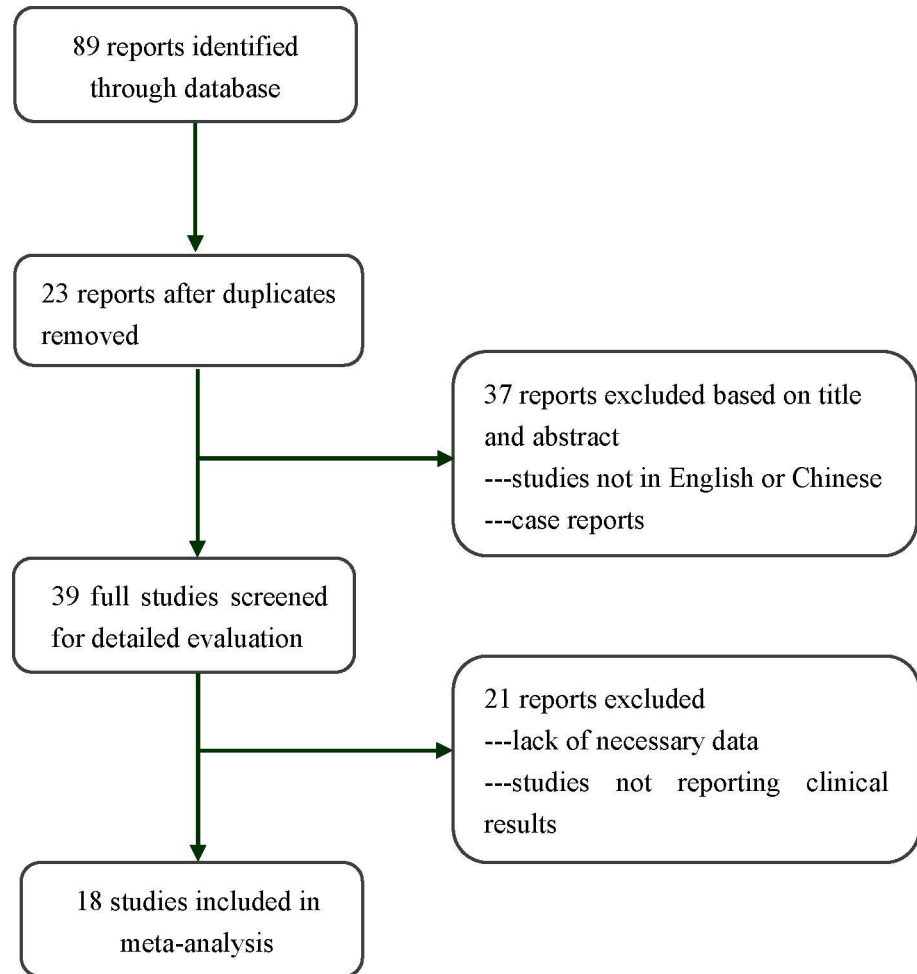 89 reports identified
through database
23 reports after duplicates
removed
37 reports excluded based on title
and abstract
---studies not in English or Chinese
---case reports
39 full studies screened
for detailed evaluation
21 reports excluded
---lack of necessary data
---studies not reporting clinical
results
18 studies included in
meta-analysis